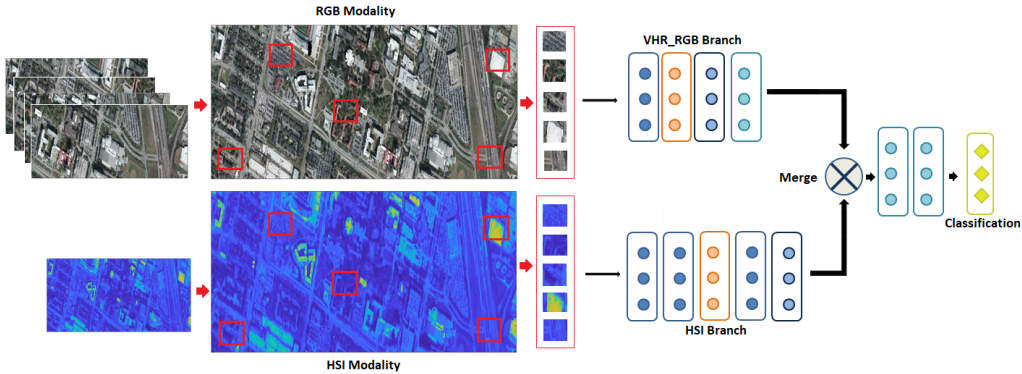 RGB Modality
VHR_RGB Branch
Merge
Classification
HSI Branch
HSI Modality